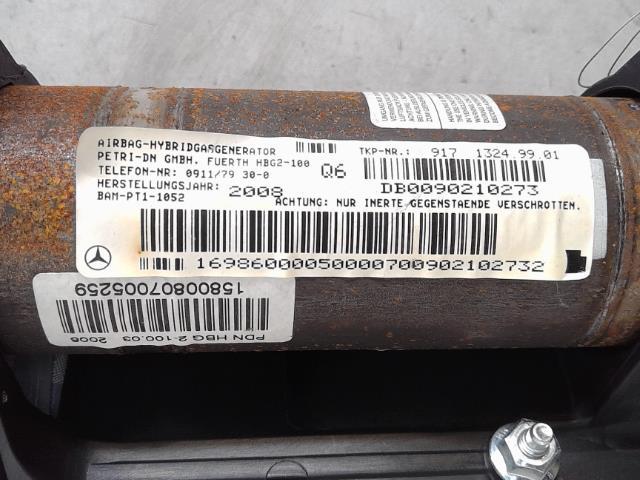 AIRBAG-HYBRIDGASGENERATOR
PETRI-DN GMBH. FUERTH HBG2-100
TELEFON-NR: 0911/79 30-0
HERSTELLUNGSJAHR: 2008
BAM-PT1-1052
Q6
TKP-NR.: 917 1324.99.01
DB0090210273
ACHTUNG: NUR INERTE GEGENSTAENDE VERSCHROTTEN.
16986000050000700902102732
15800807005259
PDN HBG 2-100.03 2008